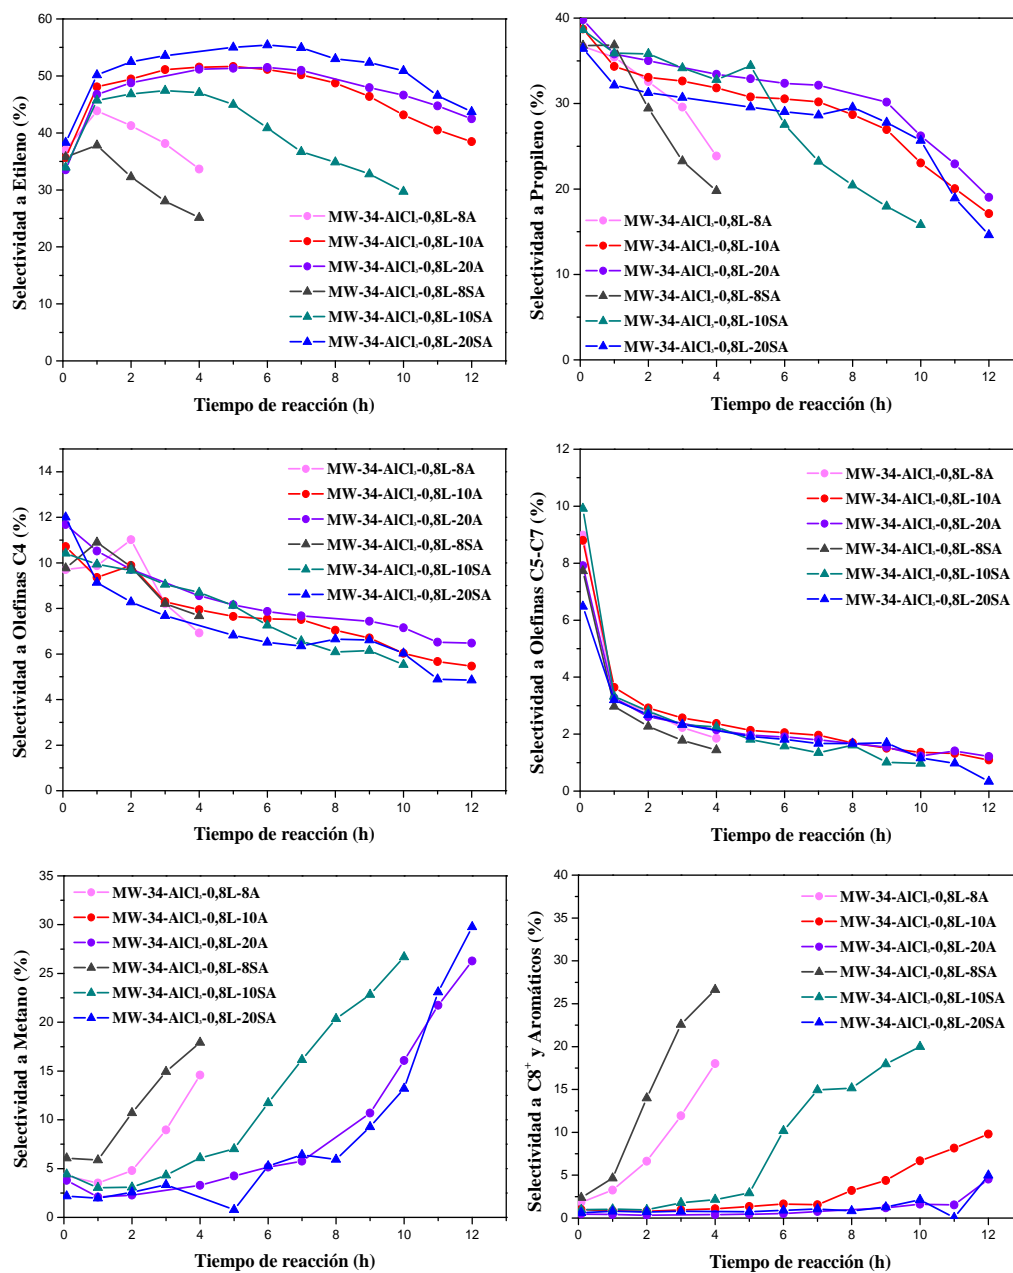 60
50
40
30
20
10
0
Selectividad a Etileno (%)
MW-34-AlCl₃-0,8L-8A
MW-34-AlCl₃-0,8L-10A
MW-34-AlCl₃-0,8L-20A
MW-34-AlCl₃-0,8L-8SA
MW-34-AlCl₃-0,8L-10SA
MW-34-AlCl₃-0,8L-20SA
0 2 4 6 8 10 12
Tiempo de reacción (h)
40
30
20
10
0
Selectividad a Propileno (%)
MW-34-AlCl₃-0,8L-8A
MW-34-AlCl₃-0,8L-10A
MW-34-AlCl₃-0,8L-20A
MW-34-AlCl₃-0,8L-8SA
MW-34-AlCl₃-0,8L-10SA
MW-34-AlCl₃-0,8L-20SA
0 2 4 6 8 10 12
Tiempo de reacción (h)
14
12
10
8
6
4
2
0
Selectividad a Olefinas C4 (%)
MW-34-AlCl₃-0,8L-8A
MW-34-AlCl₃-0,8L-10A
MW-34-AlCl₃-0,8L-20A
MW-34-AlCl₃-0,8L-8SA
MW-34-AlCl₃-0,8L-10SA
MW-34-AlCl₃-0,8L-20SA
0 2 4 6 8 10 12
Tiempo de reacción (h)
12
10
8
6
4
2
0
Selectividad a Olefinas C5-C7 (%)
MW-34-AlCl₃-0,8L-8A
MW-34-AlCl₃-0,8L-10A
MW-34-AlCl₃-0,8L-20A
MW-34-AlCl₃-0,8L-8SA
MW-34-AlCl₃-0,8L-10SA
MW-34-AlCl₃-0,8L-20SA
0 2 4 6 8 10 12
Tiempo de reacción (h)
35
30
25
20
15
10
5
0
Selectividad a Metano (%)
MW-34-AlCl₃-0,8L-8A
MW-34-AlCl₃-0,8L-10A
MW-34-AlCl₃-0,8L-20A
MW-34-AlCl₃-0,8L-8SA
MW-34-AlCl₃-0,8L-10SA
MW-34-AlCl₃-0,8L-20SA
0 2 4 6 8 10 12
Tiempo de reacción (h)
40
35
30
25
20
15
10
5
0
Selectividad a C8⁺ y Aromáticos (%)
MW-34-AlCl₃-0,8L-8A
MW-34-AlCl₃-0,8L-10A
MW-34-AlCl₃-0,8L-20A
MW-34-AlCl₃-0,8L-8SA
MW-34-AlCl₃-0,8L-10SA
MW-34-AlCl₃-0,8L-20SA
0 2 4 6 8 10 12
Tiempo de reacción (h)